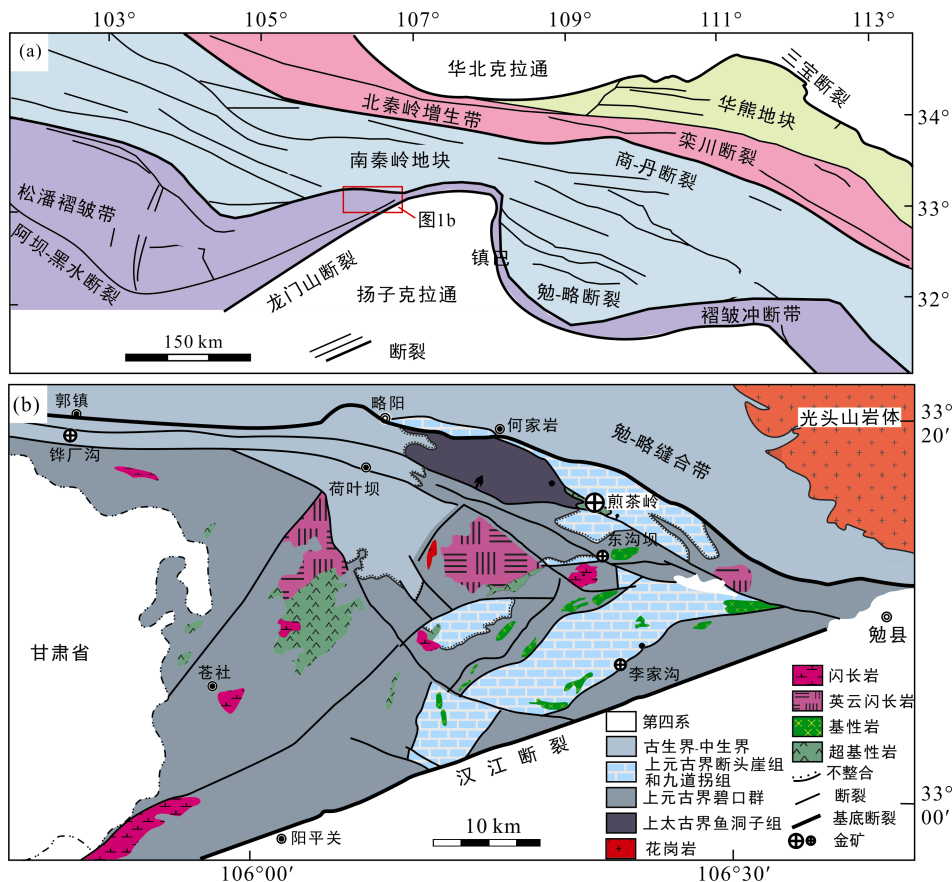 103°
105°
107°
109°
111°
113°
(a)
华北克拉通
三宝断裂
北秦岭增生带
华熊地块
34°
栾川断裂
南秦岭地块
商-丹断裂
松潘褶皱带
图1b
33°
阿坝-黑水断裂
镇巴
龙门山断裂
扬子克拉通
勉-略断裂
32°
褶皱冲断带
150 km
断裂
(b)
郭镇
略阳
何家岩
光头山岩体
33°
20′
铧厂沟
荷叶坝
勉-略缝合带
煎茶岭
东沟坝
甘肃省
勉县
苍社
李家沟
闪长岩
英云闪长岩
第四系
基性岩
古生界-中生界
超基性岩
上元古界断头崖组
和九道拐组
不整合
汉江断裂
上元古界碧口群
断裂
33°
00′
上太古界鱼洞子组
基底断裂
阳平关
10 km
花岗岩
金矿
106°00′
106°30′